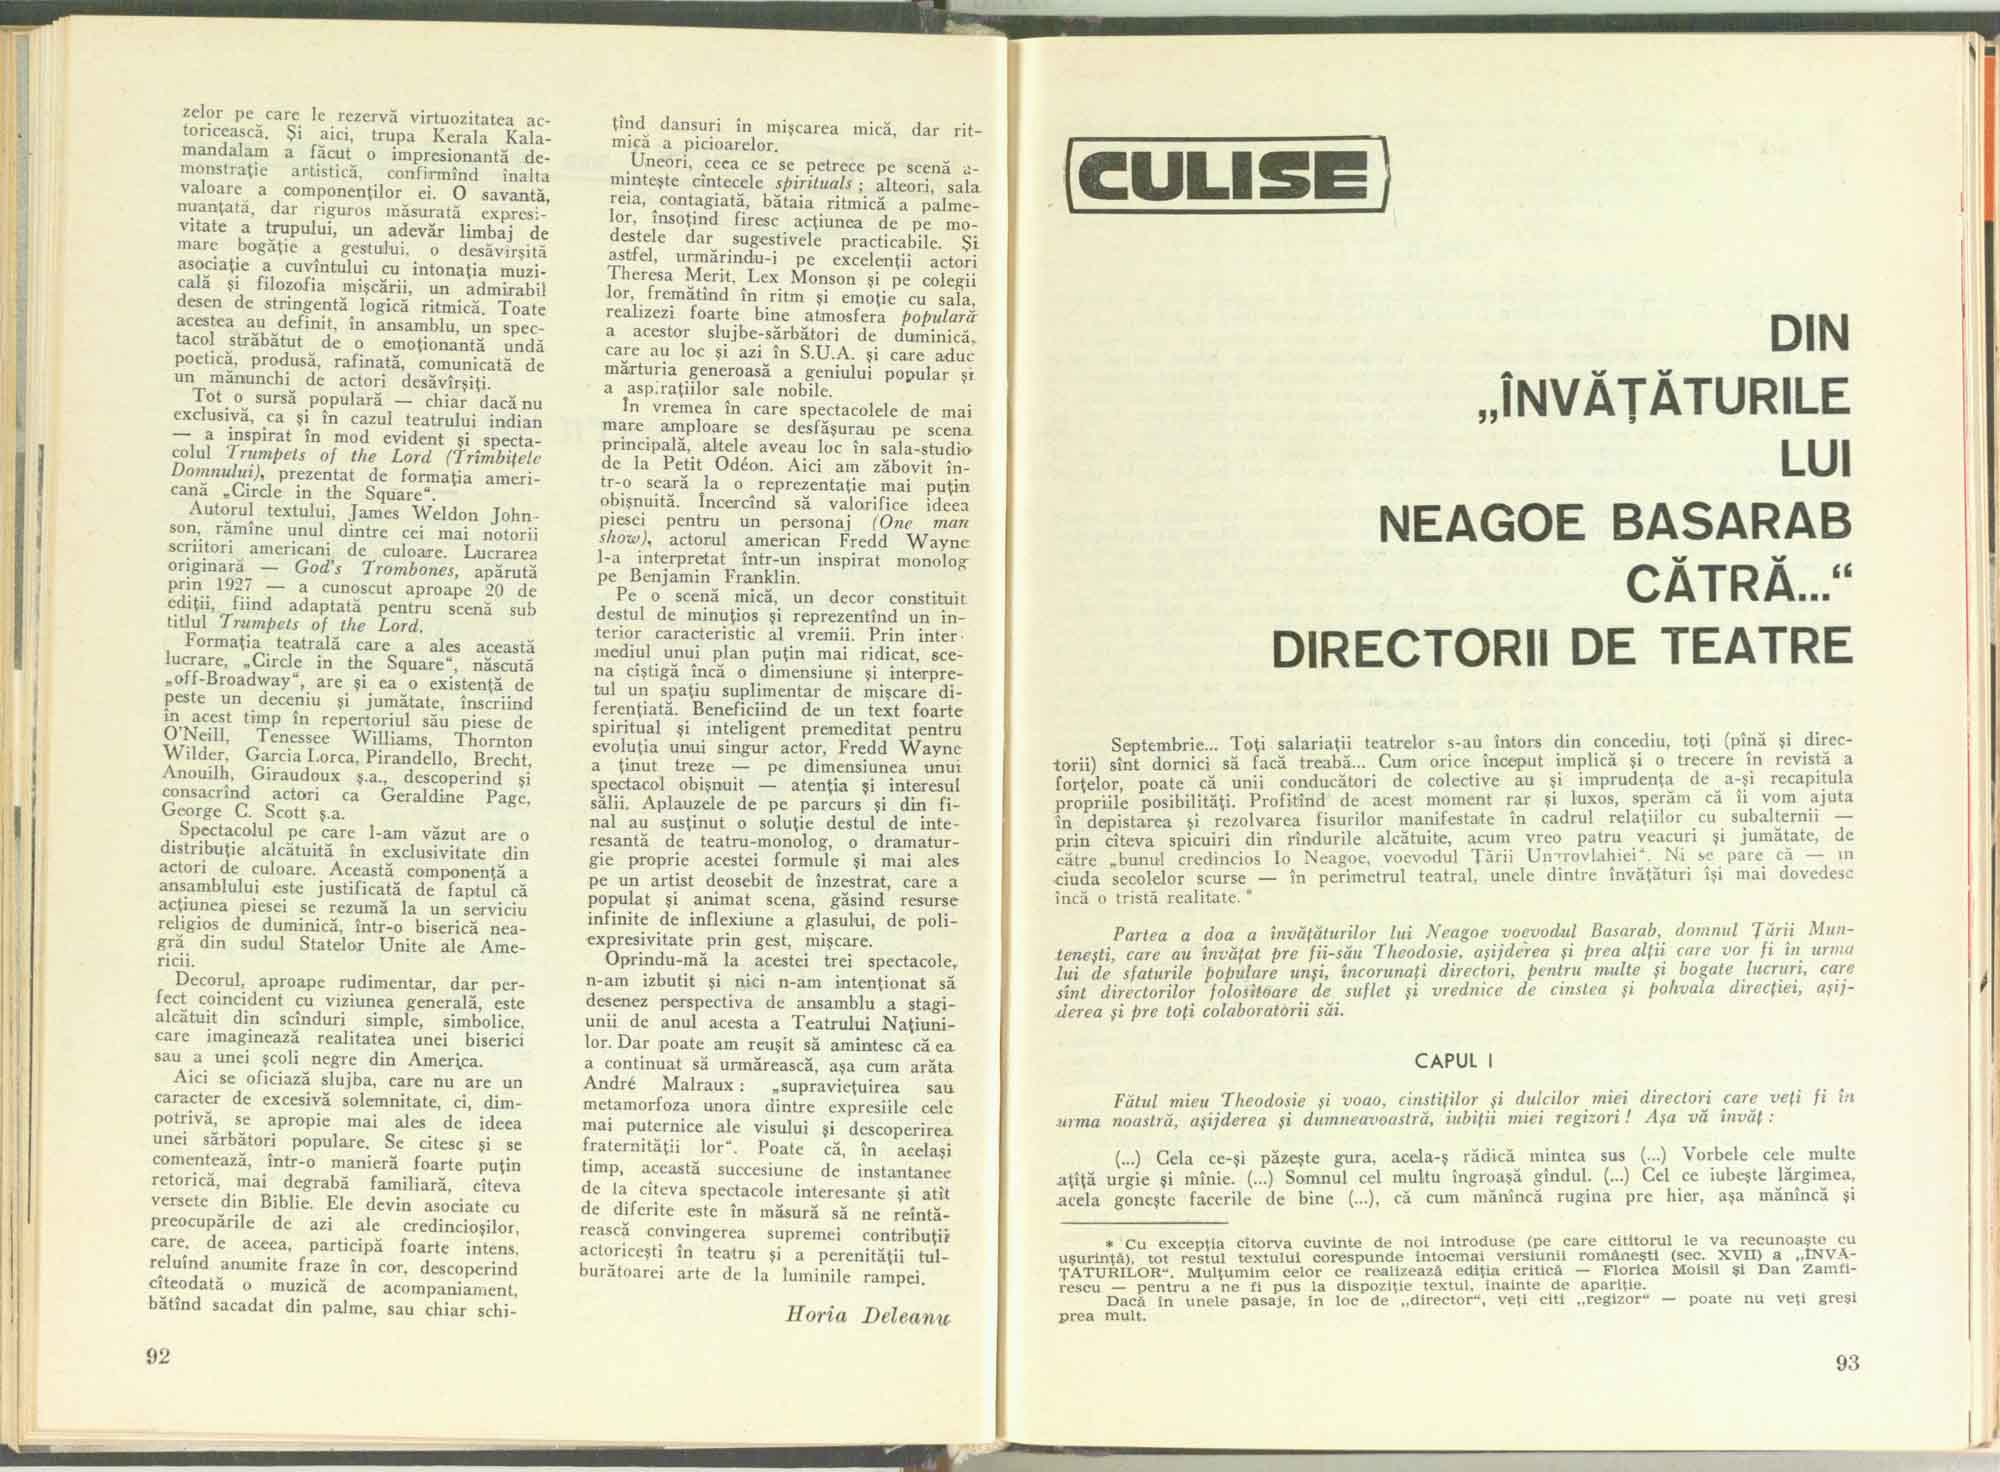 zelor pe care le rezervă virtuozitatea ac-
toricească. Și aici, trupa Kerala Kala-
mandalam a făcut o impresionantă de-
monstrație artistică, confirmînd înalta
valoare a componenților ei. O savantă,
nuanțată, dar riguros măsurată expresi-
vitate a trupului, un adevăr limbaj de
mare bogăție a gestului, o desăvîrșită
asociație a cuvîntului cu intonația muzi-
cală și filozofia mișcării, un admirabil
desen de stringentă logică ritmică. Toate
acestea au definit, în ansamblu, un spec-
tacol străbătut de o emoționantă undă
poetică, produsă, rafinată, comunicată de
un mănunchi de actori desăvîrșiți.
Tot o sursă populară — chiar dacă nu
exclusivă, ca și în cazul teatrului indian
— a inspirat în mod evident și specta-
colul Trumpets of the Lord (Trîmbițele
Domnului), prezentat de formația ameri-
cană „Circle in the Square“.
Autorul textului, James Weldon John-
son, rămîne unul dintre cei mai notorii
scriitori americani de culoare. Lucrarea
originară — God's Trombones, apărută
prin 1927 — a cunoscut aproape 20 de
ediții, fiind adaptată pentru scenă sub
titlul Trumpets of the Lord.
Formația teatrală care a ales această
lucrare, „Circle in the Square“, născută
„off-Broadway“, are și ea o existență de
peste un deceniu și jumătate, înscriind
în acest timp în repertoriul său piese de
O'Neill, Tenessee Williams, Thornton
Wilder, Garcia Lorca, Pirandello, Brecht,
Anouilh, Giraudoux ș.a., descoperind și
consacrînd actori ca Geraldine Page,
George C. Scott ș.a.
Spectacolul pe care l-am văzut are o
distribuție alcătuită în exclusivitate din
actori de culoare. Această componență a
ansamblului este justificată de faptul că
acțiunea piesei se rezumă la un serviciu
religios de duminică, într-o biserică nea-
gră din sudul Statelor Unite ale Ame-
ricii.
Decorul, aproape rudimentar, dar per-
fect coincident cu viziunea generală, este
alcătuit din scînduri simple, simbolice,
care imaginează realitatea unei biserici
sau a unei școli negre din America.
Aici se oficiază slujba, care nu are un
caracter de excesivă solemnitate, ci, dim-
potrivă, se apropie mai ales de ideea
unei sărbători populare. Se citesc și se
comentează, într-o manieră foarte puțin
retorică, mai degrabă familiară, cîteva
versete din Biblie. Ele devin asociate cu
preocupările de azi ale credincioșilor,
care, de aceea, participă foarte intens,
reluînd anumite fraze în cor, descoperind
cîteodată o muzică de acompaniament,
bătînd sacadat din palme, sau chiar schi-
țînd dansuri în mișcarea mică, dar rit-
mică a picioarelor.
Uneori, ceea ce se petrece pe scenă a-
mintește cîntecele spirituals ; alteori, sala
reia, contagiată, bătaia ritmică a palme-
lor, însoțind firesc acțiunea de pe mo-
destele dar sugestivele practicabile. Și
astfel, urmărindu-i pe excelenții actori
Theresa Merit, Lex Monson și pe colegii
lor, fremătînd în ritm și emoție cu sala,
realizezi foarte bine atmosfera populară
a acestor slujbe-sărbători de duminică,
care au loc și azi în S.U.A. și care aduc
mărturia generoasă a geniului popular și
a aspirațiilor sale nobile.
În vremea în care spectacolele de mai
mare amploare se desfășurau pe scena
principală, altele aveau loc în sala-studio
de la Petit Odéon. Aici am zăbovit în-
tr-o seară la o reprezentație mai puțin
obișnuită. Încercînd să valorifice ideea
piesei pentru un personaj (One man
show), actorul american Fredd Wayne
l-a interpretat într-un inspirat monolog
pe Benjamin Franklin.
Pe o scenă mică, un decor constituit
destul de minuțios și reprezentînd un in-
terior caracteristic al vremii. Prin inter-
mediul unui plan puțin mai ridicat, sce-
na cîștigă încă o dimensiune și interpre-
tul un spațiu suplimentar de mișcare di-
ferențiată. Beneficiind de un text foarte
spiritual și inteligent premeditat pentru
evoluția unui singur actor, Fredd Wayne
a ținut treze — pe dimensiunea unui
spectacol obișnuit — atenția și interesul
sălii. Aplauzele de pe parcurs și din fi-
nal au susținut o soluție destul de inte-
resantă de teatru-monolog, o dramatur-
gie proprie acestei formule și mai ales
pe un artist deosebit de înzestrat, care a
populat și animat scena, găsind resurse
infinite de inflexiune a glasului, de poli-
expresivitate prin gest, mișcare.
Oprindu-mă la acestei trei spectacole,
n-am izbutit și nici n-am intenționat să
desenez perspectiva de ansamblu a stagi-
unii de anul acesta a Teatrului Națiuni-
lor. Dar poate am reușit să amintesc că ea
a continuat să urmărească, așa cum arăta
André Malraux : „supraviețuirea sau
metamorfoza unora dintre expresiile cele
mai puternice ale visului și descoperirea
fraternității lor“. Poate că, în același
timp, această succesiune de instantanee
de la cîteva spectacole interesante și atît
de diferite este în măsură să ne reîntă-
rească convingerea supremei contribuții
actoricești în teatru și a perenității tul-
burătoarei arte de la luminile rampei.
Horia Deleanu
92
CULISE
DIN
„ÎNVĂȚĂTURILE
LUI
NEAGOE BASARAB
CĂTRĂ...“
DIRECTORII DE TEATRE
Septembrie... Toți salariații teatrelor s-au întors din concediu, toți (pînă și direc-
torii) sînt dornici să facă treabă... Cum orice început implică și o trecere în revistă a
forțelor, poate că unii conducători de colective au și imprudența de a-și recapitula
propriile posibilități. Profitînd de acest moment rar și luxos, sperăm că îi vom ajuta
în depistarea și rezolvarea fisurilor manifestate în cadrul relațiilor cu subalternii —
prin cîteva spicuiri din rîndurile alcătuite, acum vreo patru veacuri și jumătate, de
către „bunul credincios Io Neagoe, voevodul Țării Ungrovlahiei“. Ni se pare că — în
ciuda secolelor scurse — în perimetrul teatral, unele dintre învățături își mai dovedesc
încă o tristă realitate. *
Partea a doa a învățăturilor lui Neagoe voevodul Basarab, domnul Țării Mun-
tenești, care au învățat pre fii-său Theodosie, așijderea și prea alții care vor fi în urma
lui de sfaturile populare unși, încorunați directori, pentru multe și bogate lucruri, care
sînt directorilor folositoare de suflet și vrednice de cinstea și pohvala direcției, așij-
derea și pre toți colaboratorii săi.
CAPUL I
Fătul mieu Theodosie și voao, cinstiților și dulcilor miei directori care veți fi în
urma noastră, așijderea și dumneavoastră, iubiții miei regizori ! Așa vă învăț :
(...) Cela ce-și păzește gura, acela-ș rădică mintea sus (...) Vorbele cele multe
ațîță urgie și mînie. (...) Somnul cel multu îngroașă gîndul. (...) Cel ce iubește lărgimea,
acela gonește facerile de bine (...), că cum mănîncă rugina pre hier, așa mănîncă și
* Cu excepția cîtorva cuvinte de noi introduse (pe care cititorul le va recunoaște cu
ușurință), tot restul textului corespunde întocmai versiunii românești (sec. XVII) a „ÎNVĂ-
ȚĂTURILOR“. Mulțumim celor ce realizează ediția critică — Florica Moisil și Dan Zamfi-
rescu — pentru a ne fi pus la dispoziție textul, înainte de apariție.
Dacă în unele pasaje, în loc de „director“, veți citi „regizor“ — poate nu veți greși
prea mult.
93